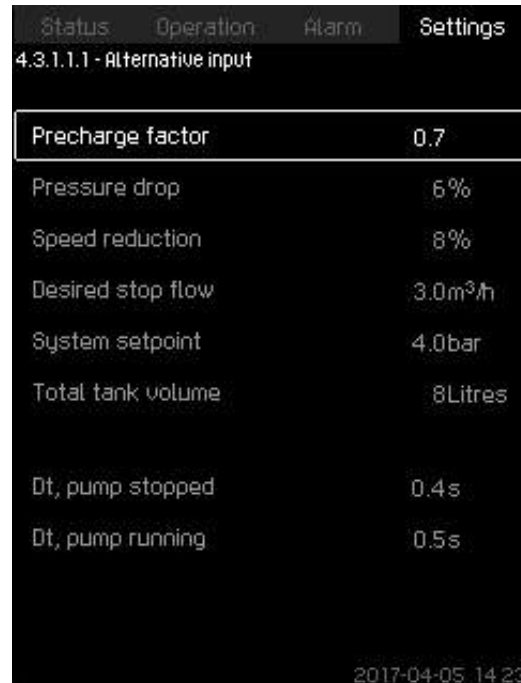 Status Operation Alarm Settings
4.3.1.1.1 - Alternative input
Precharge factor 0.7
Pressure drop 6%
Speed reduction 8%
Desired stop flow 3.0m³/h
System setpoint 4.0bar
Total tank volume 8Litres
Dt, pump stopped 0.4s
Dt, pump running 0.5s
2017-04-05 14:23